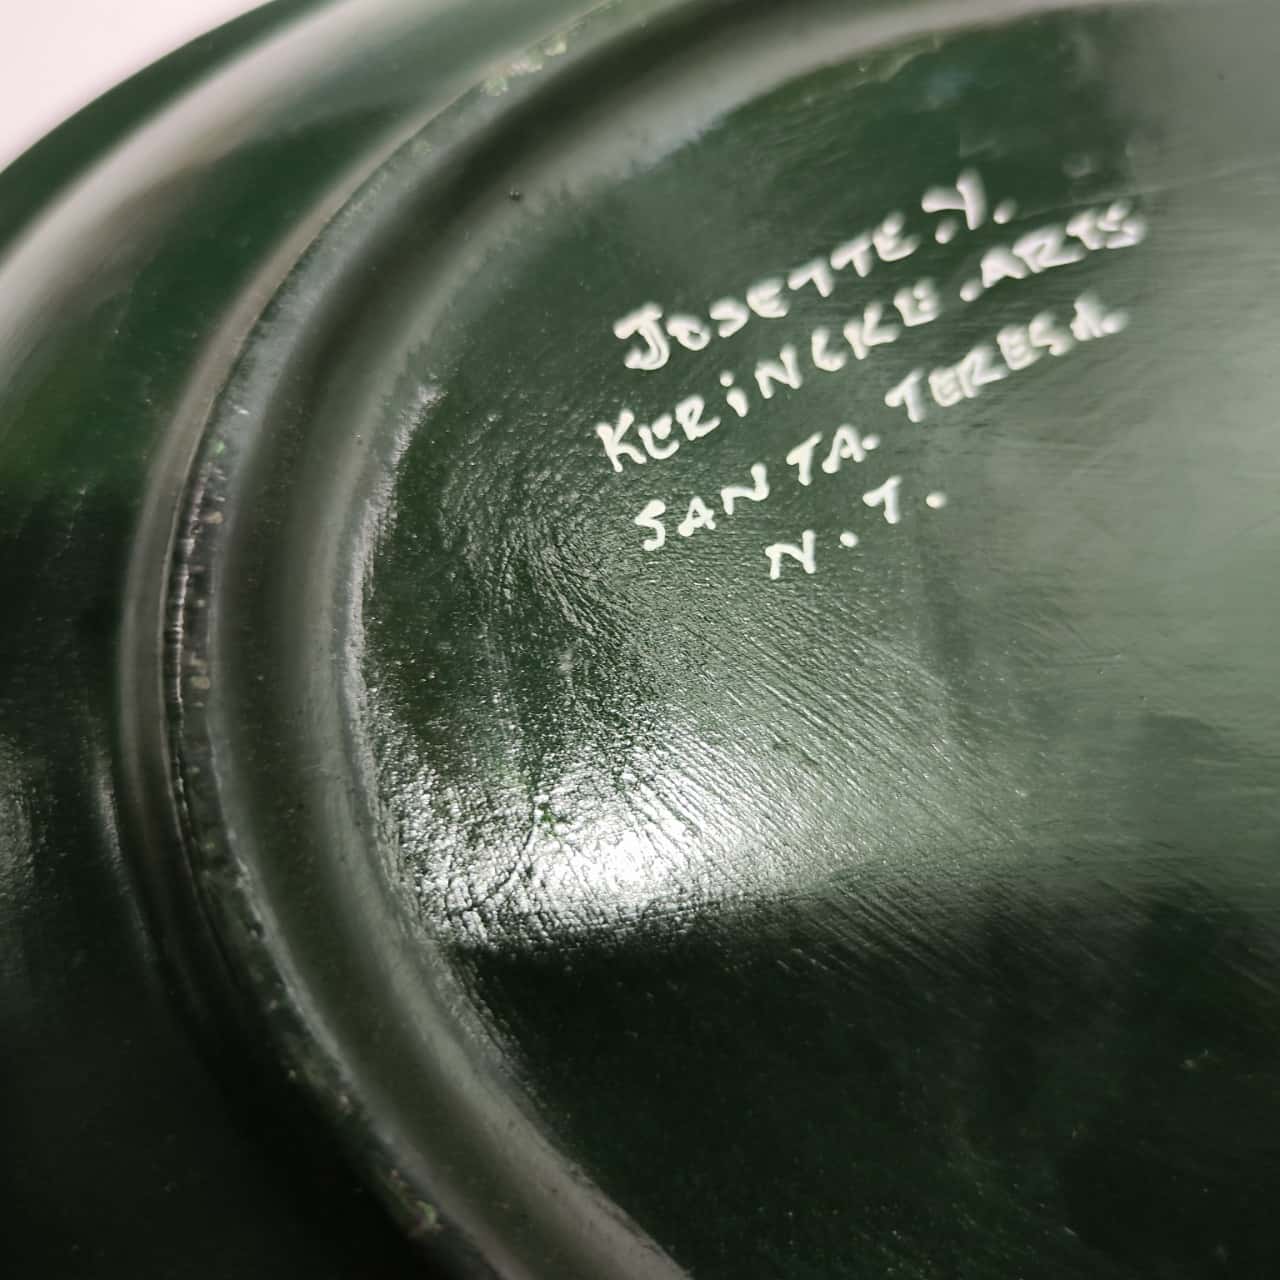 JOSETTE.Y.
KERiNCKE.ARTS
SANTA. TERESA.
N.T.